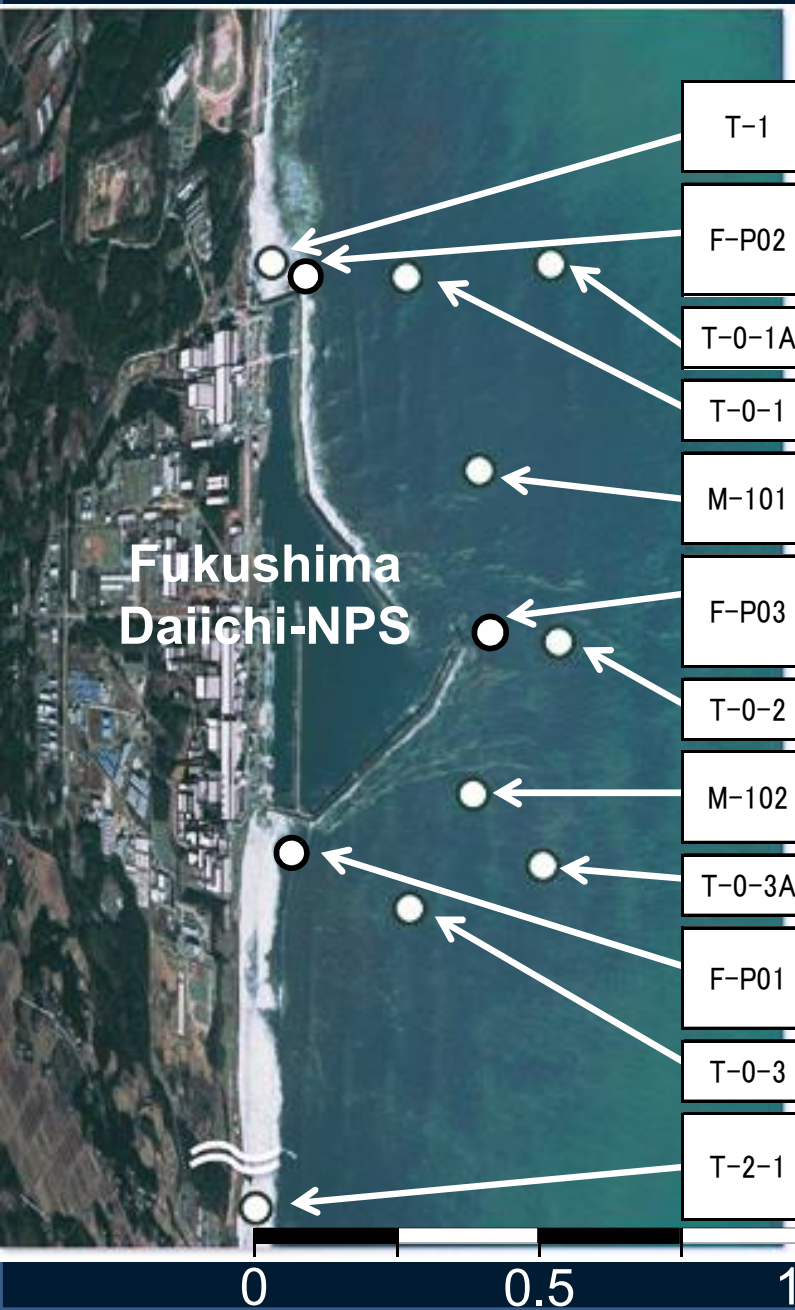 T-1
F-P02
T-0-1A
T-0-1
M-101
Fukushima
Daiichi-NPS
F-P03
T-0-2
M-102
T-0-3A
F-P01
T-0-3
T-2-1
0
0.5
1